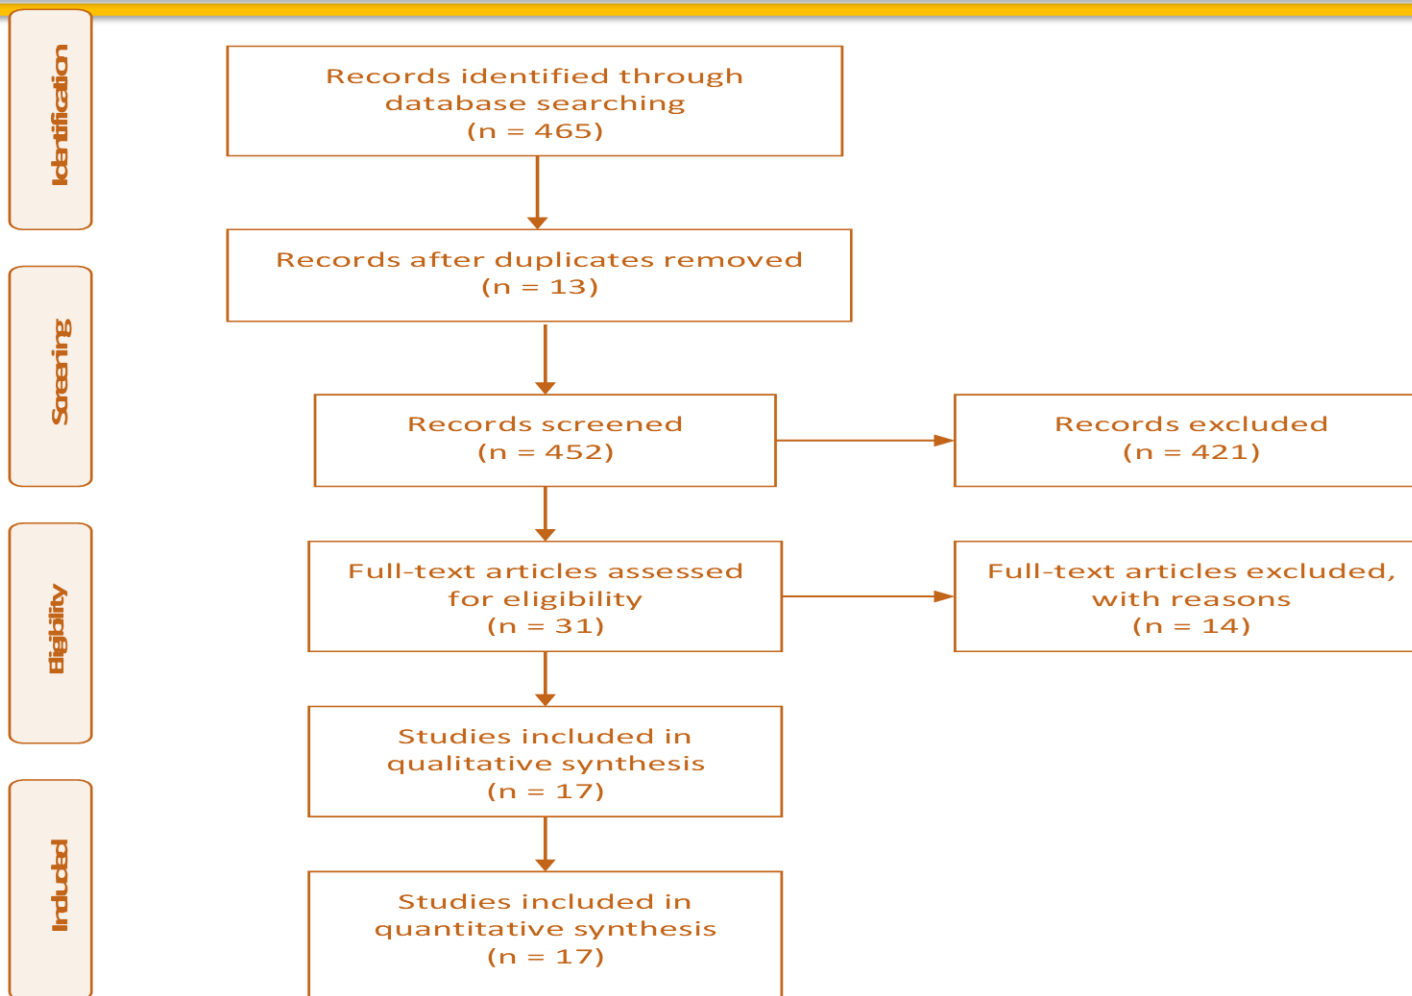 Identification
Records identified through
database searching
(n = 465)
Records after duplicates removed
(n = 13)
Screening
Records screened
(n = 452)
Records excluded
(n = 421)
Eligibility
Full-text articles assessed
for eligibility
(n = 31)
Full-text articles excluded,
with reasons
(n = 14)
Studies included in
qualitative synthesis
(n = 17)
Included
Studies included in
quantitative synthesis
(n = 17)